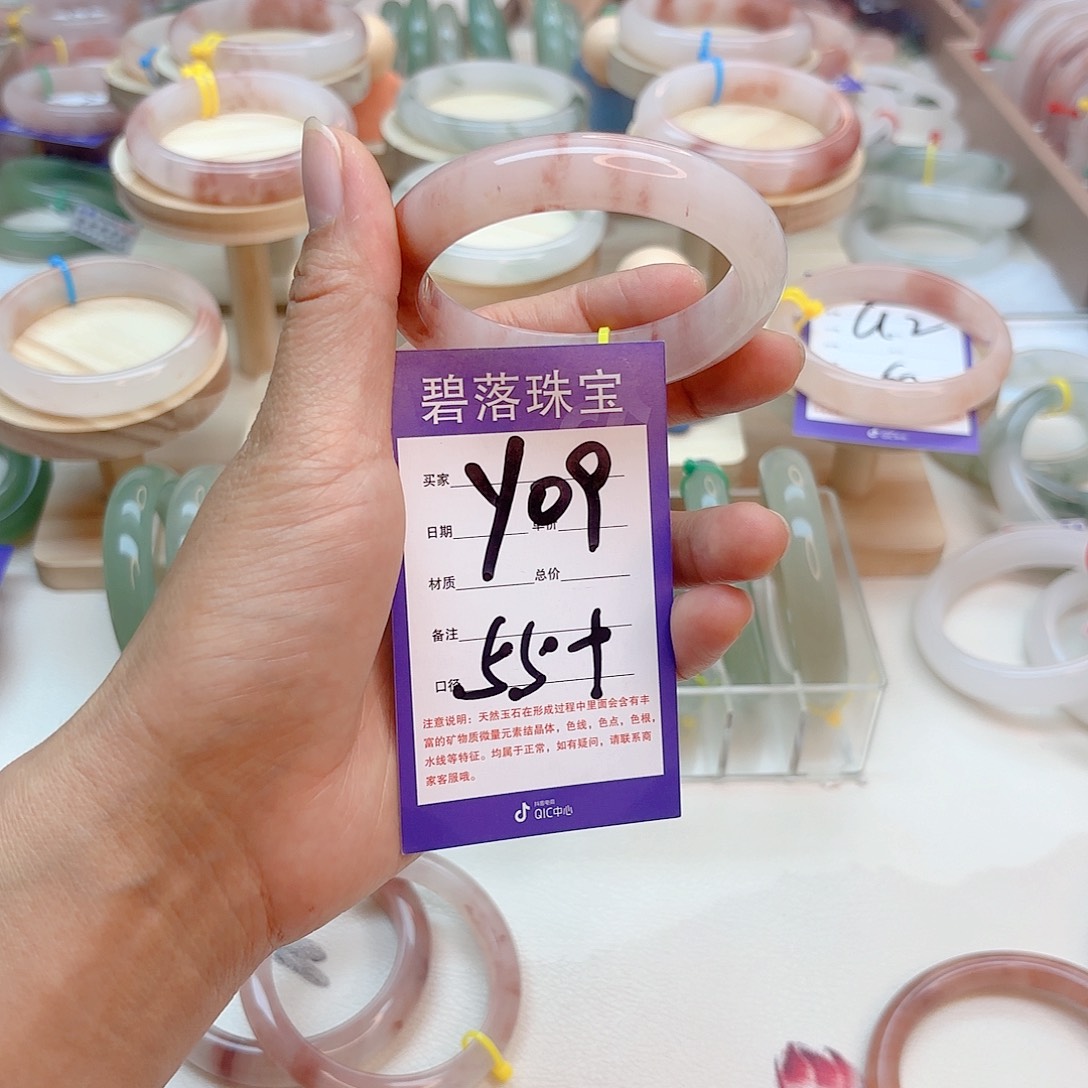 碧落珠宝
买家 Y09
日期 单价
材质 总价
备注
口径 55.+
注意说明：天然玉石在形成过程中里面会含有丰
富的矿物质微量元素结晶体，色线，色点，色根，
水线等特征。均属于正常，如有疑问，请联系商
家客服哦。
抖音电商
QIC中心